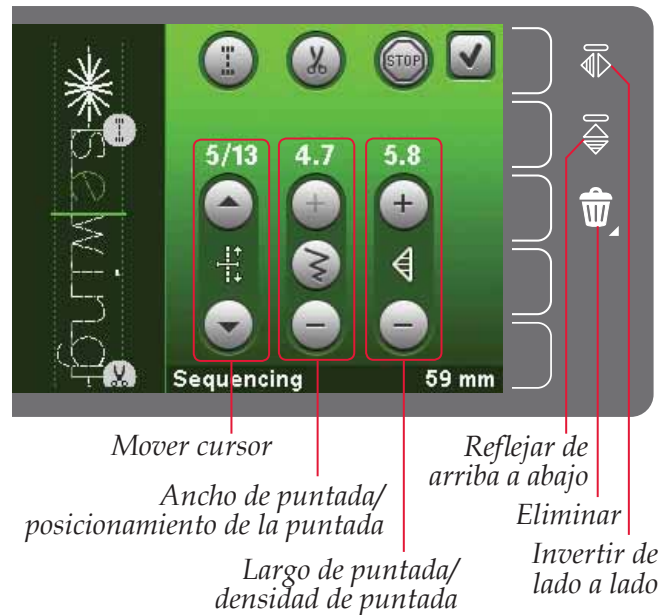 STOP
5/13 4.7 5.8
sewing
Sequencing 59 mm
Mover cursor
Ancho de puntada/
posicionamiento de la puntada
Largo de puntada/
densidad de puntada
Reflejar de
arriba a abajo
Eliminar
Invertir de
lado a lado